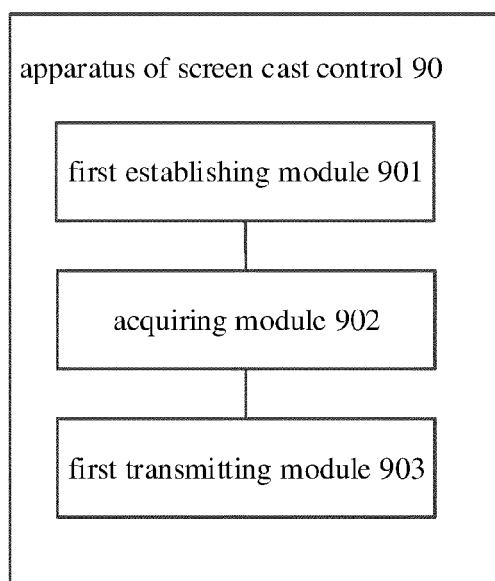 apparatus of screen cast control 90
first establishing module 901
acquiring module 902
first transmitting module 903